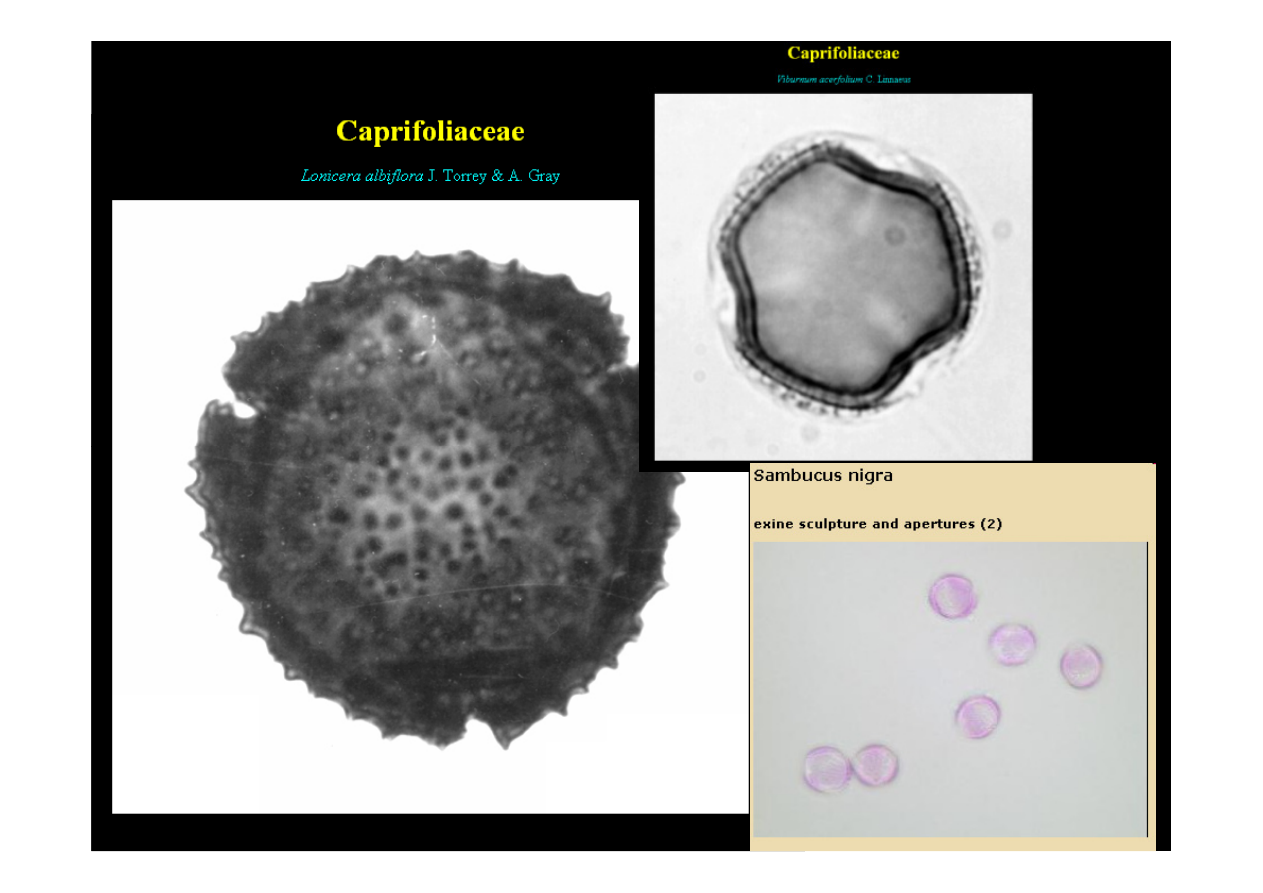 Caprifoliaceae
Viburnum acerfolium C. Linnaeus
Caprifoliaceae
Lonicera albiflora J. Torrey & A. Gray
Sambucus nigra
exine sculpture and apertures (2)